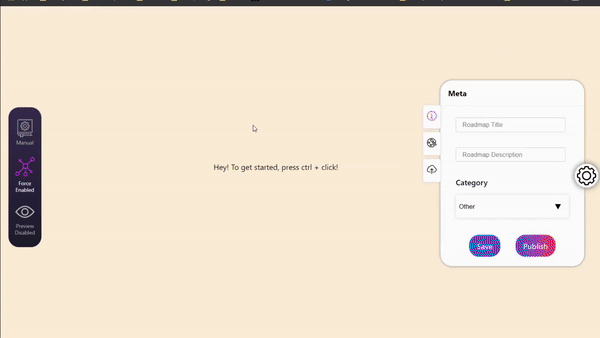 Manual
Force
Enabled
Preview
Disabled
Hey! To get started, press ctrl + click!
Meta
Roadmap Title
Roadmap Description
Category
Other
Save
Publish